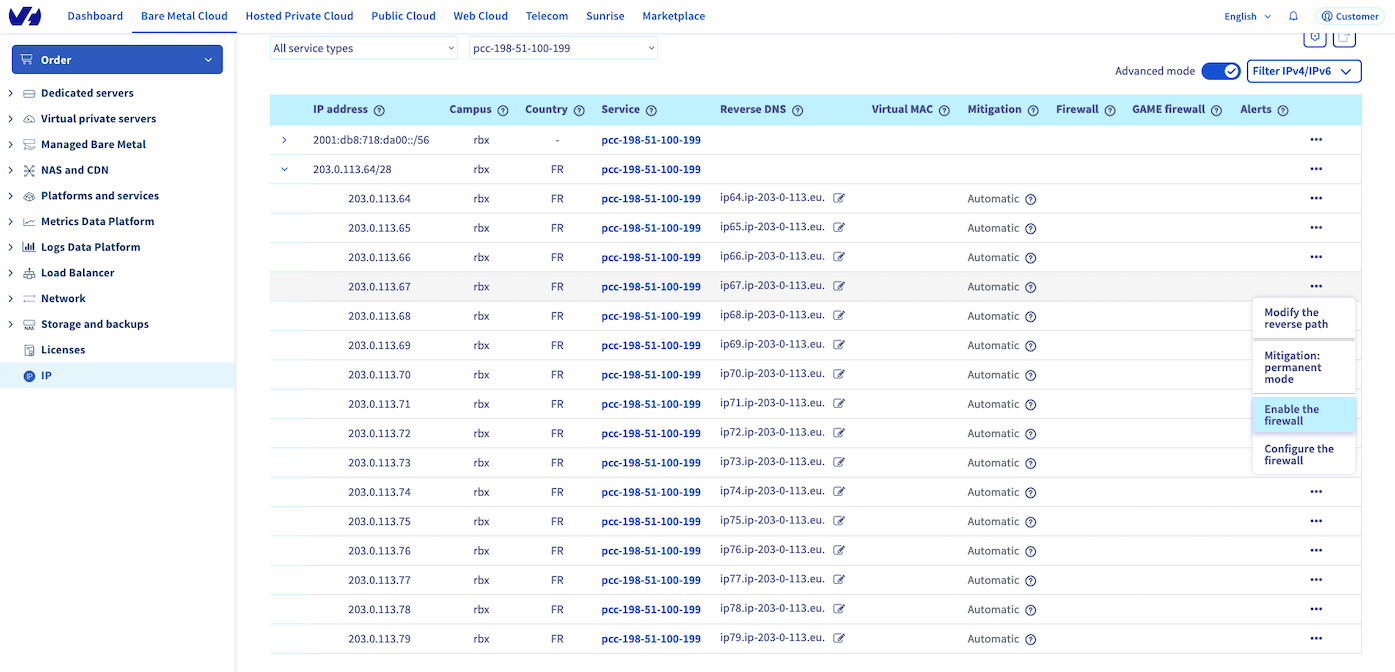 Dashboard Bare Metal Cloud Hosted Private Cloud Public Cloud Web Cloud Telecom Sunrise Marketplace English Customer
Order
Dedicated servers
Virtual private servers
Managed Bare Metal
NAS and CDN
Platforms and services
Metrics Data Platform
Logs Data Platform
Load Balancer
Network
Storage and backups
Licenses
IP
All service types pcc-198-51-100-199
Advanced mode Filter IPv4/IPv6
IP address Campus Country Service Reverse DNS Virtual MAC Mitigation Firewall GAME firewall Alerts
2001:db8:718:da00::/56 rbx - pcc-198-51-100-199
203.0.113.64/28 rbx FR pcc-198-51-100-199
203.0.113.64 rbx FR pcc-198-51-100-199 ip64.ip-203-0-113.eu. Automatic
203.0.113.65 rbx FR pcc-198-51-100-199 ip65.ip-203-0-113.eu. Automatic
203.0.113.66 rbx FR pcc-198-51-100-199 ip66.ip-203-0-113.eu. Automatic
203.0.113.67 rbx FR pcc-198-51-100-199 ip67.ip-203-0-113.eu. Automatic
203.0.113.68 rbx FR pcc-198-51-100-199 ip68.ip-203-0-113.eu. Automatic
203.0.113.69 rbx FR pcc-198-51-100-199 ip69.ip-203-0-113.eu. Automatic
203.0.113.70 rbx FR pcc-198-51-100-199 ip70.ip-203-0-113.eu. Automatic
203.0.113.71 rbx FR pcc-198-51-100-199 ip71.ip-203-0-113.eu. Automatic
203.0.113.72 rbx FR pcc-198-51-100-199 ip72.ip-203-0-113.eu. Automatic
203.0.113.73 rbx FR pcc-198-51-100-199 ip73.ip-203-0-113.eu. Automatic
203.0.113.74 rbx FR pcc-198-51-100-199 ip74.ip-203-0-113.eu. Automatic
203.0.113.75 rbx FR pcc-198-51-100-199 ip75.ip-203-0-113.eu. Automatic
203.0.113.76 rbx FR pcc-198-51-100-199 ip76.ip-203-0-113.eu. Automatic
203.0.113.77 rbx FR pcc-198-51-100-199 ip77.ip-203-0-113.eu. Automatic
203.0.113.78 rbx FR pcc-198-51-100-199 ip78.ip-203-0-113.eu. Automatic
203.0.113.79 rbx FR pcc-198-51-100-199 ip79.ip-203-0-113.eu. Automatic
Modify the
reverse path
Mitigation:
permanent
mode
Enable the
firewall
Configure the
firewall